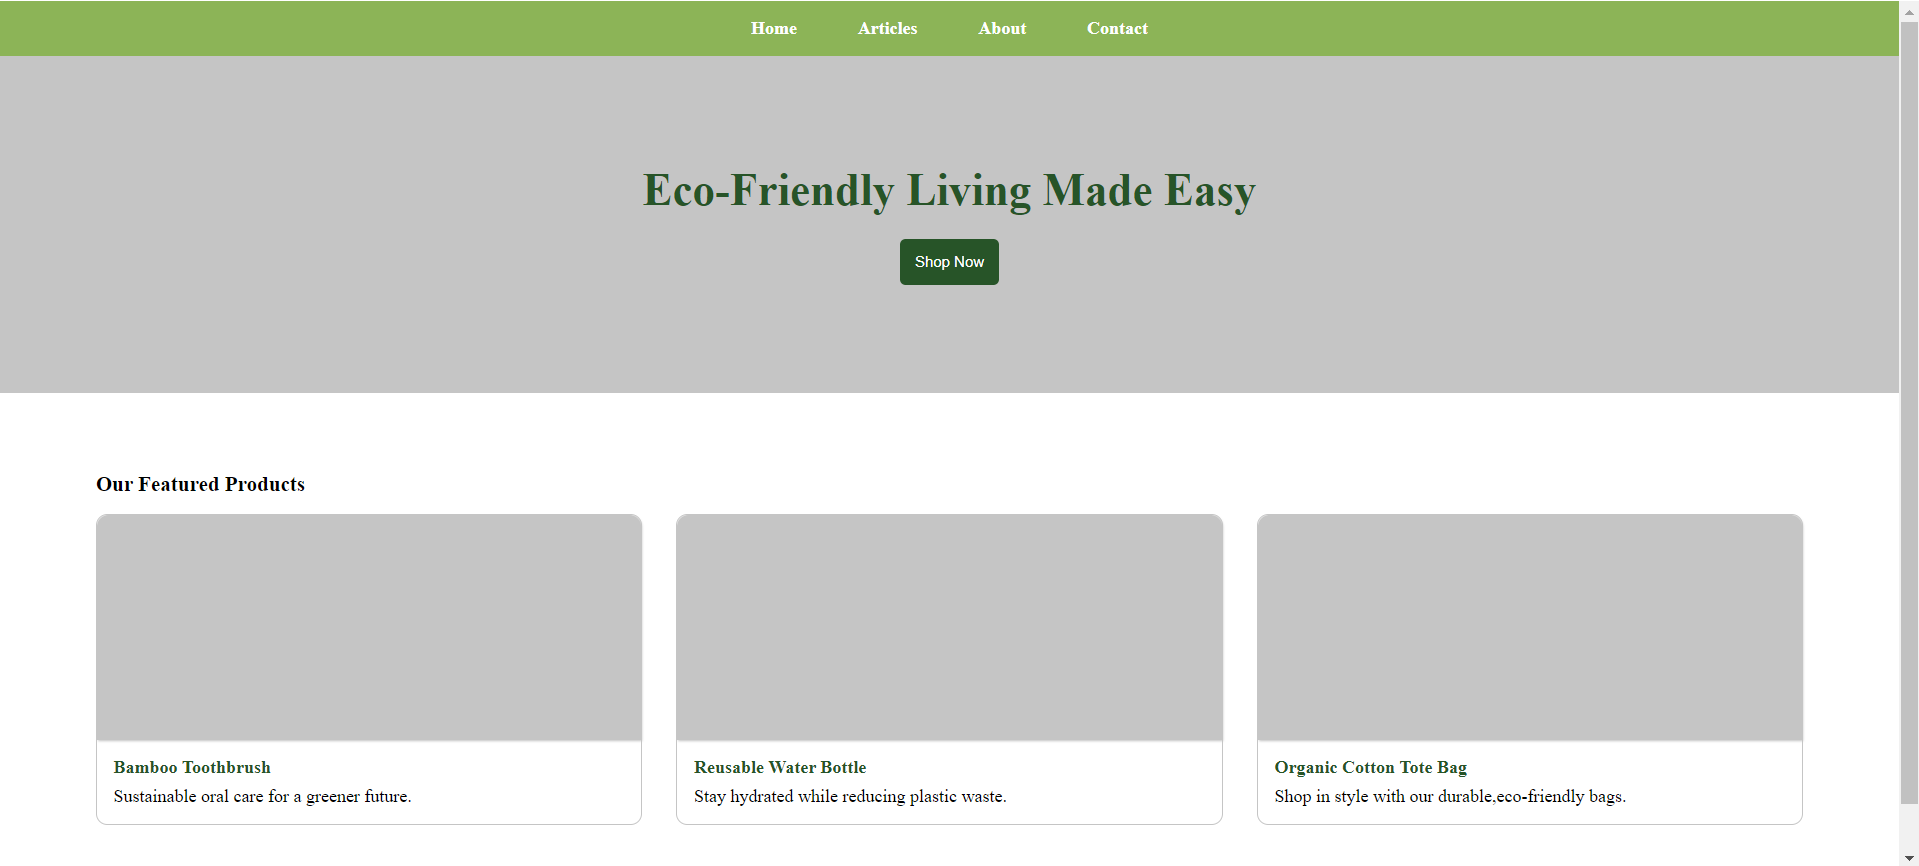 Home Articles About Contact
Eco-Friendly Living Made Easy
Shop Now
Our Featured Products
Bamboo Toothbrush
Sustainable oral care for a greener future.
Reusable Water Bottle
Stay hydrated while reducing plastic waste.
Organic Cotton Tote Bag
Shop in style with our durable,eco-friendly bags.